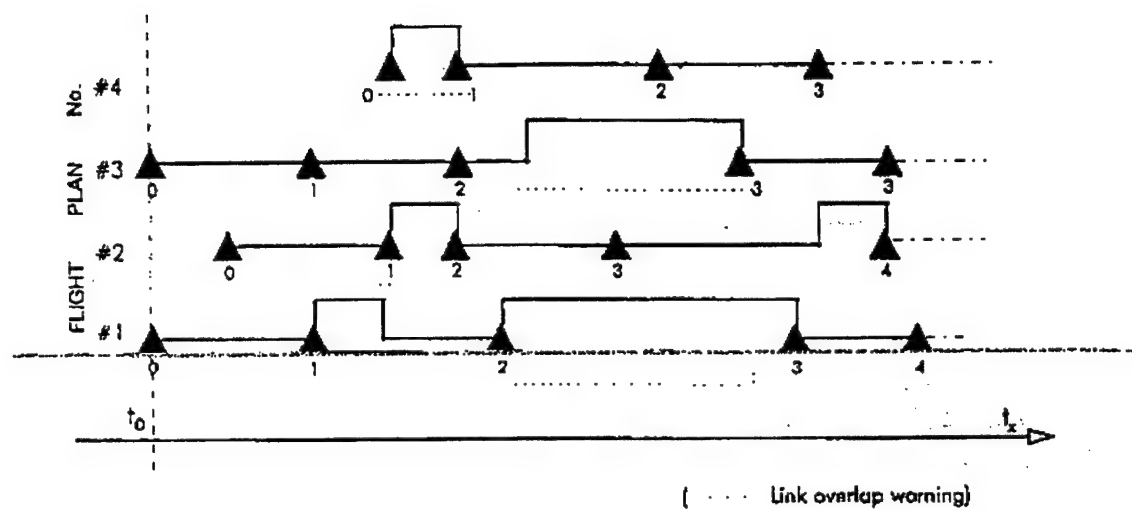 #4
0 1 2 3
#3
0 1 2 3 3
#2
0 1 2 3 4
#1
0 1 2 3 4
FLIGHT PLAN No.
t0 tx
( . . . . Link overlap warning)